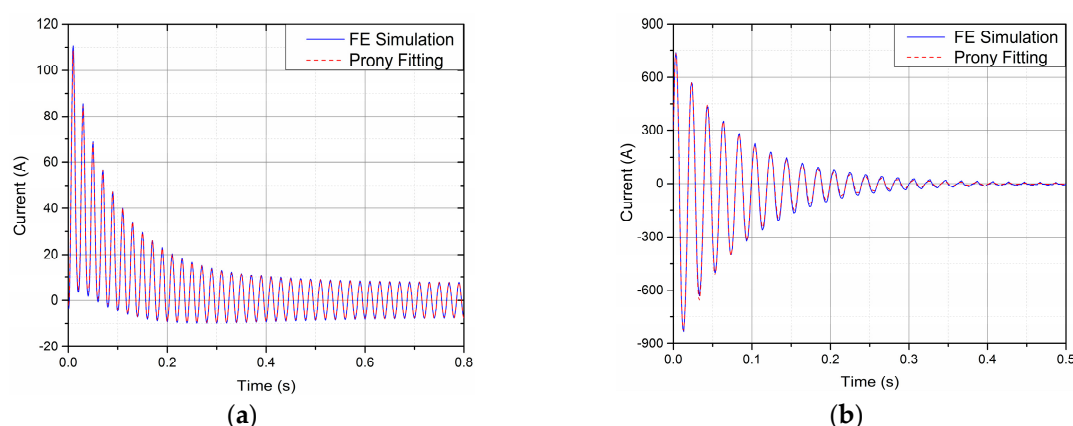 120
100
80
60
40
20
0
-20
Current (A)
0.0
0.2
0.4
0.6
0.8
Time (s)
FE Simulation
Prony Fitting
(a)
900
600
300
0
-300
-600
-900
Current (A)
0.0
0.1
0.2
0.3
0.4
0.5
Time (s)
FE Simulation
Prony Fitting
(b)